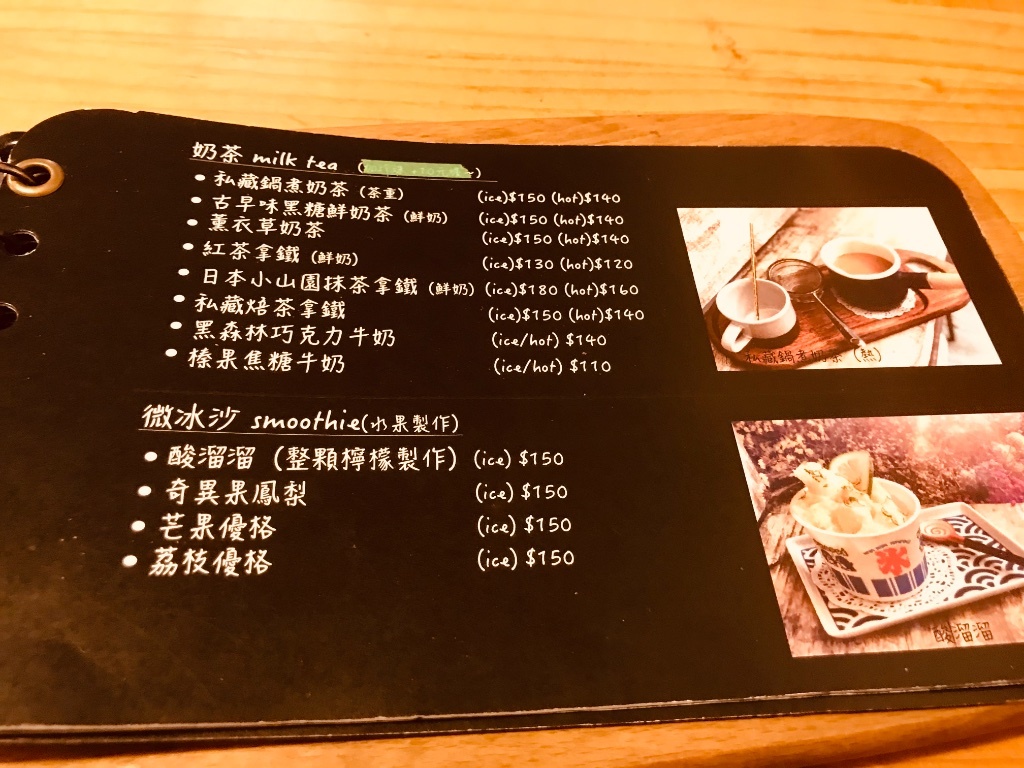 奶茶 milk tea
• 私藏鍋煮奶茶 (茶重) (ice)$150 (hot)$140
• 古早味黑糖鮮奶茶 (鮮奶) (ice)$150 (hot)$140
• 薰衣草奶茶 (ice)$150 (hot)$140
• 紅茶拿鐵 (鮮奶) (ice)$130 (hot)$120
• 日本小山園抹茶拿鐵 (鮮奶) (ice)$180 (hot)$160
• 私藏焙茶拿鐵 (ice)$150 (hot)$140
• 黑森林巧克力牛奶 (ice/hot) $140
• 榛果焦糖牛奶 (ice/hot) $110
私藏鍋煮奶茶 (熱)
微冰沙 smoothie(水果製作)
• 酸溜溜 (整顆檸檬製作) (ice) $150
• 奇異果鳳梨 (ice) $150
• 芒果優格 (ice) $150
• 荔枝優格 (ice) $150
氷
酸溜溜